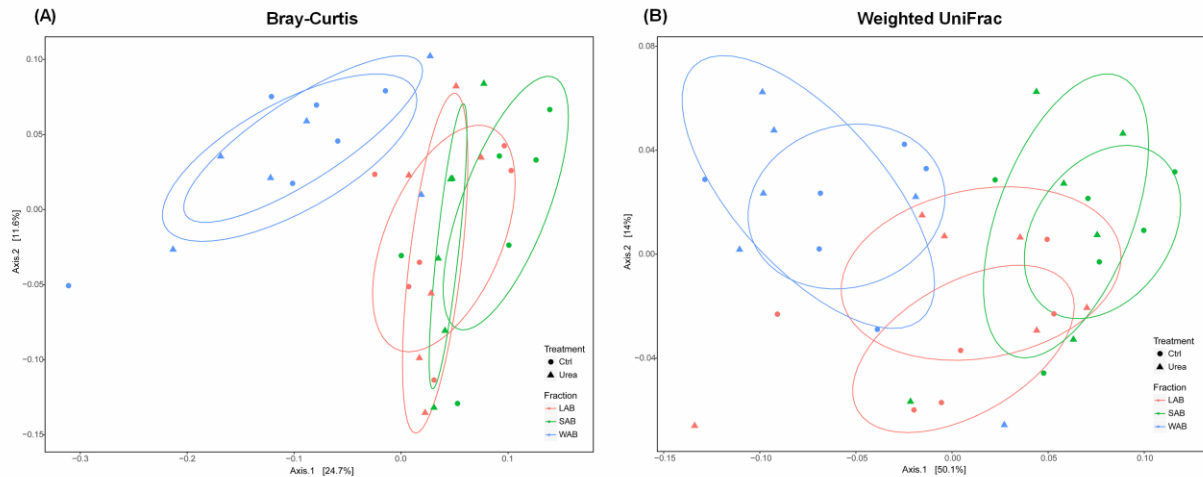 (A)
Bray-Curtis
0.10
0.05
0.00
−0.05
−0.10
−0.15
Axis.2 [11.6%]
−0.3
−0.2
−0.1
0.0
0.1
Axis.1 [24.7%]
Treatment
Ctrl
Urea
Fraction
LAB
SAB
WAB
(B)
Weighted UniFrac
0.08
0.04
0.00
−0.04
Axis.2 [14%]
−0.15
−0.10
−0.05
0.00
0.05
0.10
Axis.1 [50.1%]
Treatment
Ctrl
Urea
Fraction
LAB
SAB
WAB